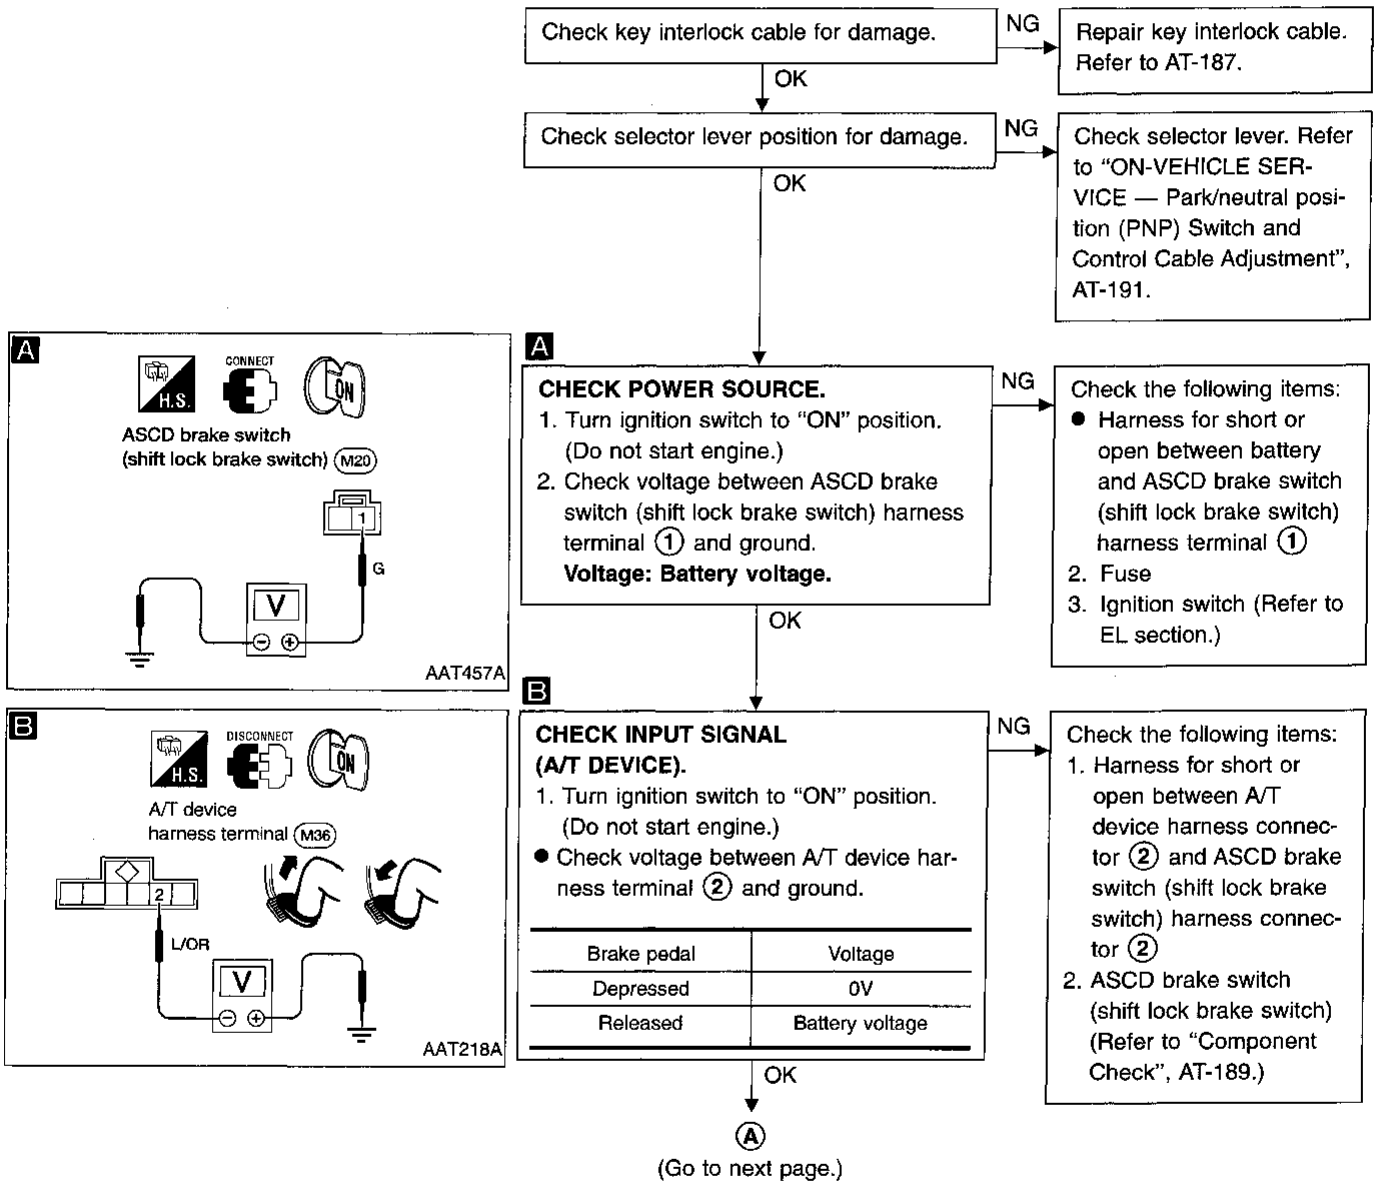 Check key interlock cable for damage.
NG
Repair key interlock cable.
Refer to AT-187.
OK
Check selector lever position for damage.
NG
Check selector lever. Refer
to “ON-VEHICLE SER-
VICE — Park/neutral posi-
tion (PNP) Switch and
Control Cable Adjustment”,
AT-191.
OK
A
CONNECT
H.S.
ON
ASCD brake switch
(shift lock brake switch) M20
1
G
V
⊖ ⊕
AAT457A
A
CHECK POWER SOURCE.
1. Turn ignition switch to “ON” position.
(Do not start engine.)
2. Check voltage between ASCD brake
switch (shift lock brake switch) harness
terminal ① and ground.
Voltage: Battery voltage.
NG
Check the following items:
● Harness for short or
open between battery
and ASCD brake switch
(shift lock brake switch)
harness terminal ①
2. Fuse
3. Ignition switch (Refer to
EL section.)
OK
B
DISCONNECT
H.S.
ON
A/T device
harness terminal M36
2
L/OR
V
⊖ ⊕
AAT218A
B
CHECK INPUT SIGNAL
(A/T DEVICE).
1. Turn ignition switch to “ON” position.
(Do not start engine.)
● Check voltage between A/T device har-
ness terminal ② and ground.
Brake pedal Voltage
Depressed 0V
Released Battery voltage
NG
Check the following items:
1. Harness for short or
open between A/T
device harness connec-
tor ② and ASCD brake
switch (shift lock brake
switch) harness connec-
tor ②
2. ASCD brake switch
(shift lock brake switch)
(Refer to “Component
Check”, AT-189.)
OK
Ⓐ
(Go to next page.)